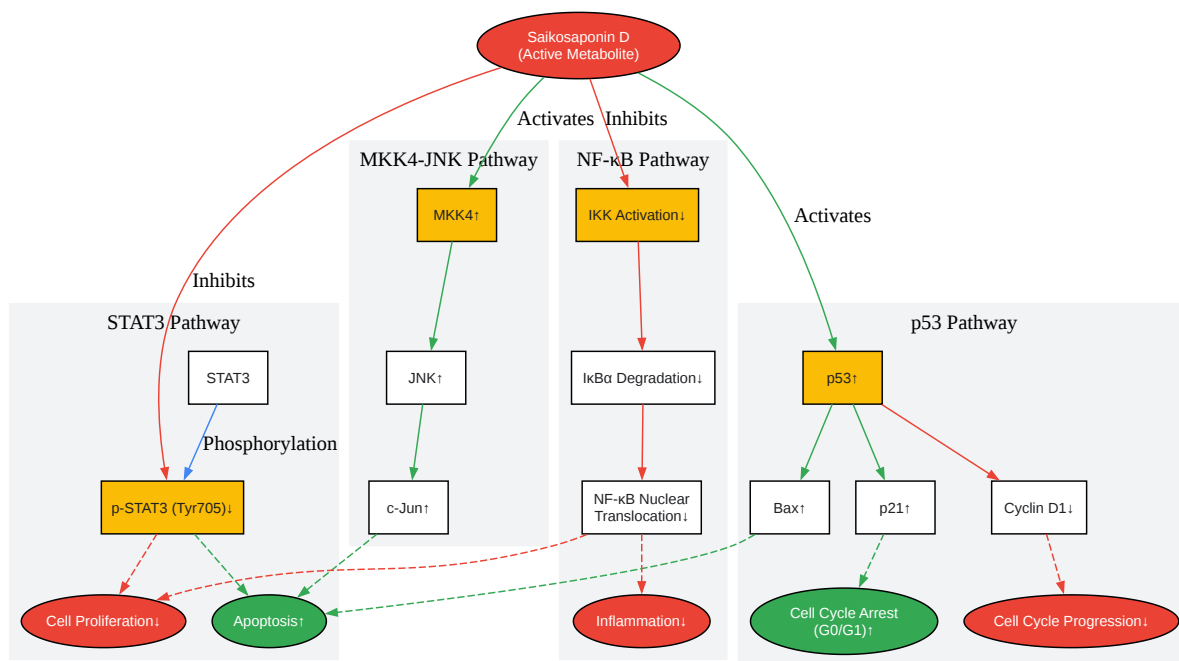 Saikosaponin D
(Active Metabolite)
Activates
Inhibits
MKK4-JNK Pathway
NF-κB Pathway
MKK4↑
IKK Activation↓
Activates
Inhibits
STAT3 Pathway
p53 Pathway
STAT3
JNK↑
IκBα Degradation↓
p53↑
Phosphorylation
p-STAT3 (Tyr705)↓
c-Jun↑
NF-κB Nuclear
Translocation↓
Bax↑
p21↑
Cyclin D1↓
Cell Proliferation↓
Apoptosis↑
Inflammation↓
Cell Cycle Arrest
(G0/G1)↑
Cell Cycle Progression↓